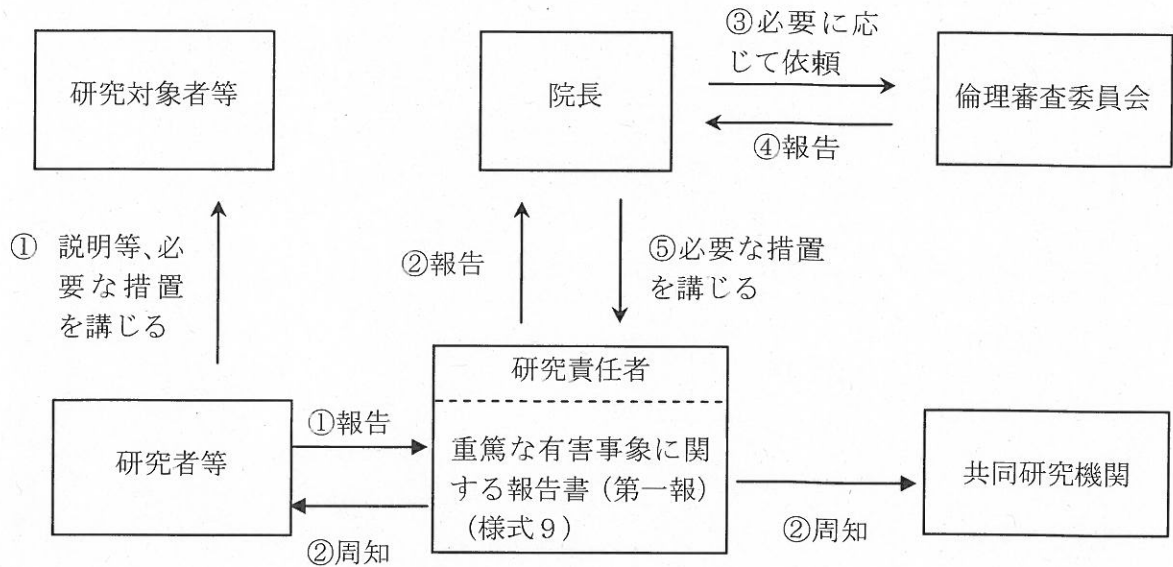 研究対象者等
院長
③必要に応
じて依頼
倫理審査委員会
④報告
① 説明等、必
要な措置
を講じる
②報告
⑤必要な措置
を講じる
研究責任者
重篤な有害事象に関
する報告書（第一報）
（様式９）
研究者等
①報告
②周知
②周知
共同研究機関